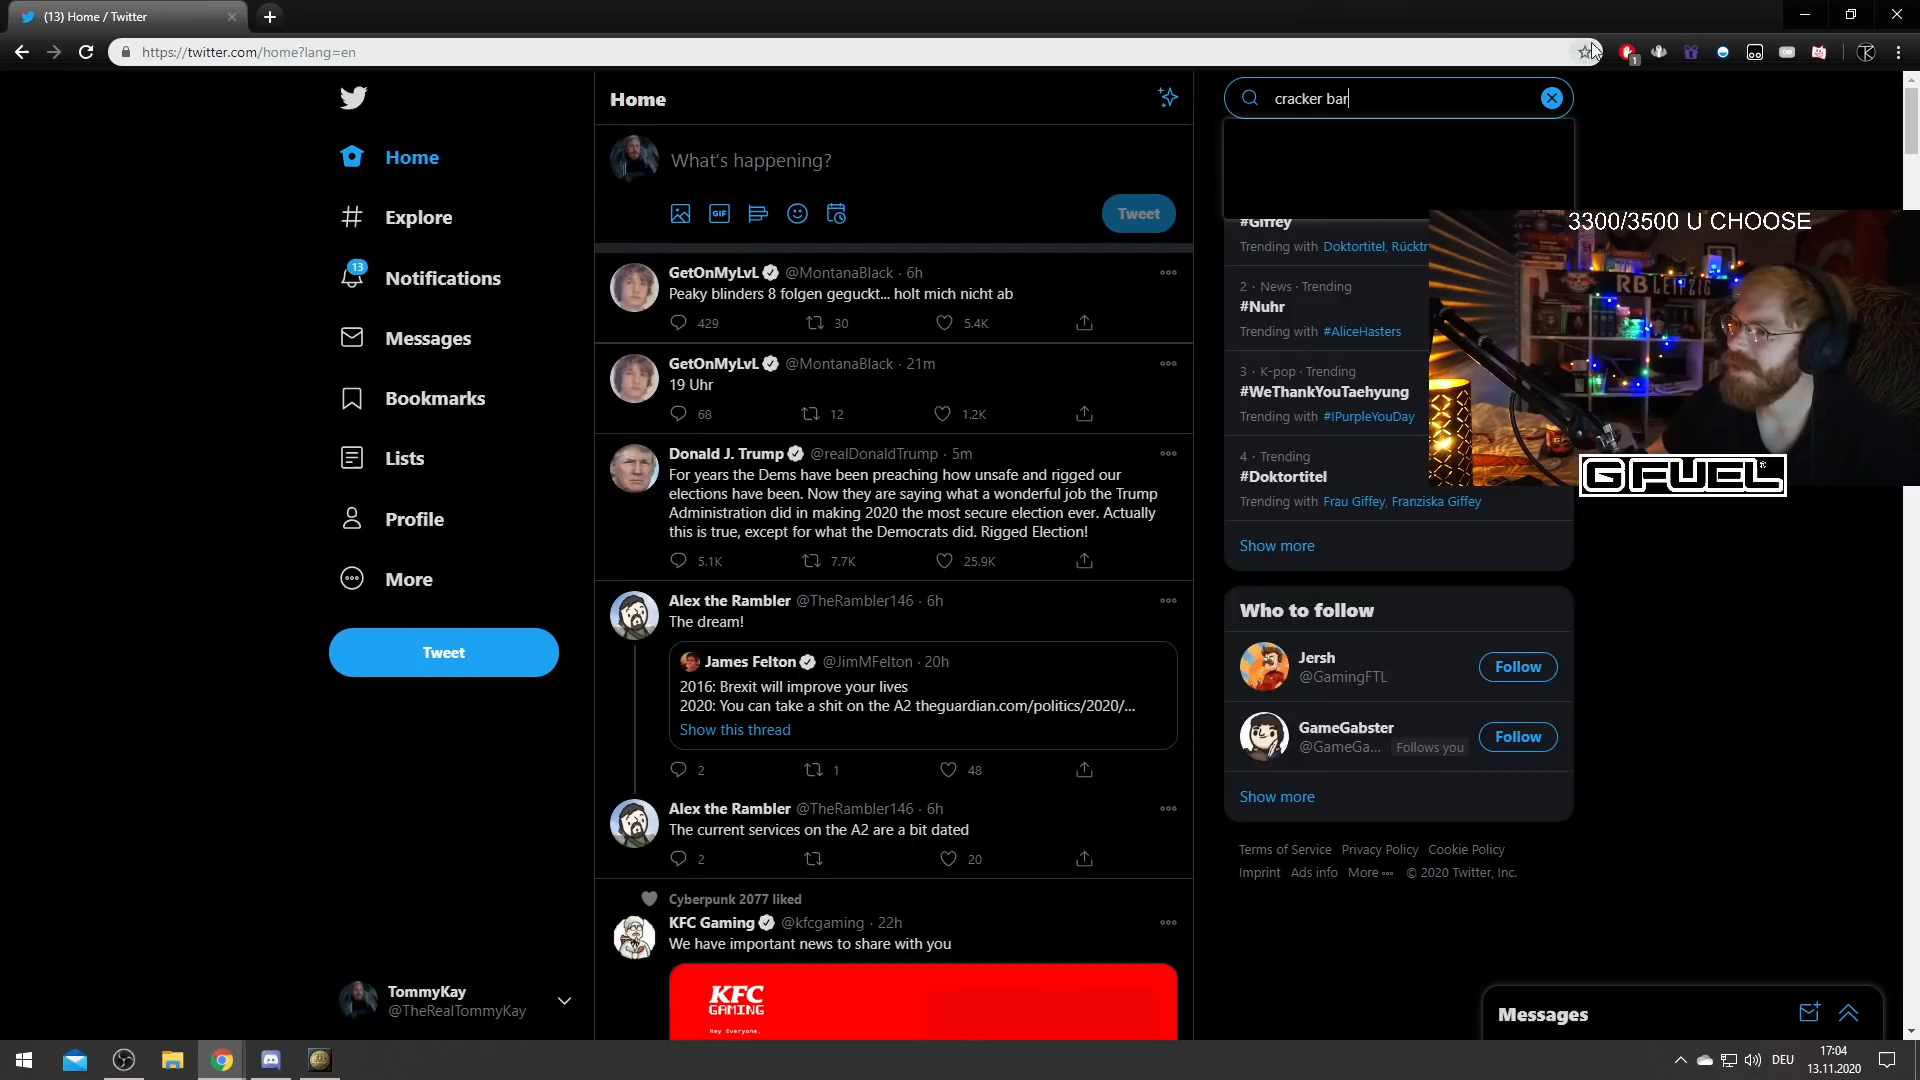 (13) Home / Twitter
https://twitter.com/home?lang=en
1
Home
Explore
13
Notifications
Messages
Bookmarks
Lists
Profile
More
Tweet
TommyKay
@TheRealTommyKay
Home
What's happening?
GIF
Tweet
GetOnMyLvL @MontanaBlack · 6h
Peaky blinders 8 folgen geguckt... holt mich nicht ab
429 30 5.4K
GetOnMyLvL @MontanaBlack · 21m
19 Uhr
68 12 1.2K
Donald J. Trump @realDonaldTrump · 5m
For years the Dems have been preaching how unsafe and rigged our
elections have been. Now they are saying what a wonderful job the Trump
Administration did in making 2020 the most secure election ever. Actually
this is true, except for what the Democrats did. Rigged Election!
5.1K 7.7K 25.9K
Alex the Rambler @TheRambler146 · 6h
The dream!
James Felton @JimMFelton · 20h
2016: Brexit will improve your lives
2020: You can take a shit on the A2 theguardian.com/politics/2020/...
Show this thread
2 1 48
Alex the Rambler @TheRambler146 · 6h
The current services on the A2 are a bit dated
2 20
Cyberpunk 2077 liked
KFC Gaming @kfcgaming · 22h
We have important news to share with you
KFC
GAMING
Hey Everyone,
cracker bar
#Giffey
Trending with Doktortitel, Rücktr
2 · News · Trending
#Nuhr
Trending with #AliceHasters
3 · K-pop · Trending
#WeThankYouTaehyung
Trending with #IPurpleYouDay
4 · Trending
#Doktortitel
Trending with Frau Giffey, Franziska Giffey
Show more
3300/3500 U CHOOSE
RB LEIPZIG
G FUEL®
Who to follow
Jersh
@GamingFTL
Follow
GameGabster
@GameGa... Follows you
Follow
Show more
Terms of Service Privacy Policy Cookie Policy
Imprint Ads info More © 2020 Twitter, Inc.
Messages
DEU
17:04
13.11.2020